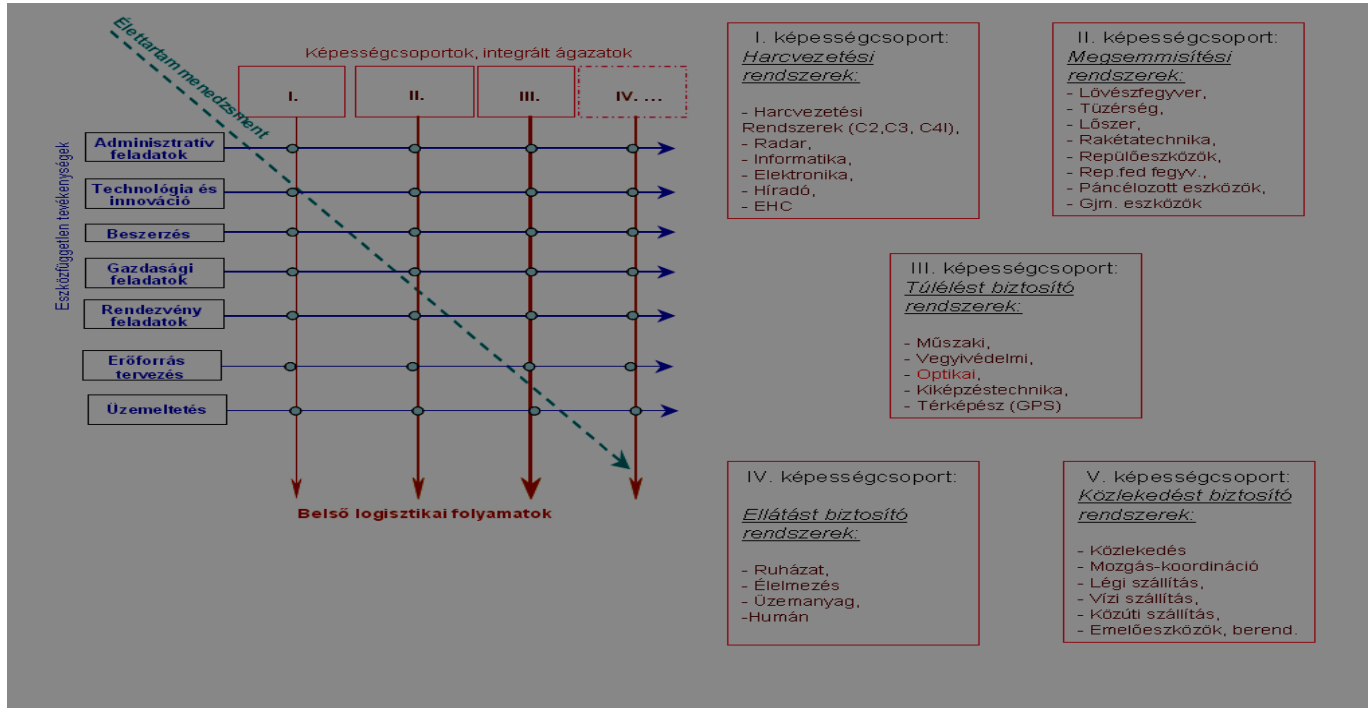 Élettartam menedzsment
Képességcsoportok, integrált ágazatok
I.
II.
III.
IV. ...
Eszközfüggetlen tevékenységek
Adminisztratív
feladatok
Technológia és
innováció
Beszerzés
Gazdasági
feladatok
Rendezvény
feladatok
Erőforrás
tervezés
Üzemeltetés
Belső logisztikai folyamatok
I. képességcsoport:
Harcvezetési
rendszerek:
- Harcvezetési
Rendszerek (C2,C3, C4I),
- Radar,
- Informatika,
- Elektronika,
- Híradó,
- EHC
II. képességcsoport:
Megsemmisítési
rendszerek:
- Lövészfegyver,
- Tüzérség,
- Lőszer,
- Rakétatechnika,
- Repülőeszközök,
- Rep.fed fegyv.,
- Páncélozott eszközök,
- Gjm. eszközök
III. képességcsoport:
Túlélést biztosító
rendszerek:
- Műszaki,
- Vegyivédelmi,
- Optikai,
- Kiképzéstechnika,
- Térképész (GPS)
IV. képességcsoport:
Ellátást biztosító
rendszerek:
- Ruházat,
- Élelmezés
- Üzemanyag,
-Humán
V. képességcsoport:
Közlekedést biztosító
rendszerek:
- Közlekedés
- Mozgás-koordináció
- Légi szállítás,
- Vízi szállítás,
- Közúti szállítás,
- Emelőeszközök, berend.